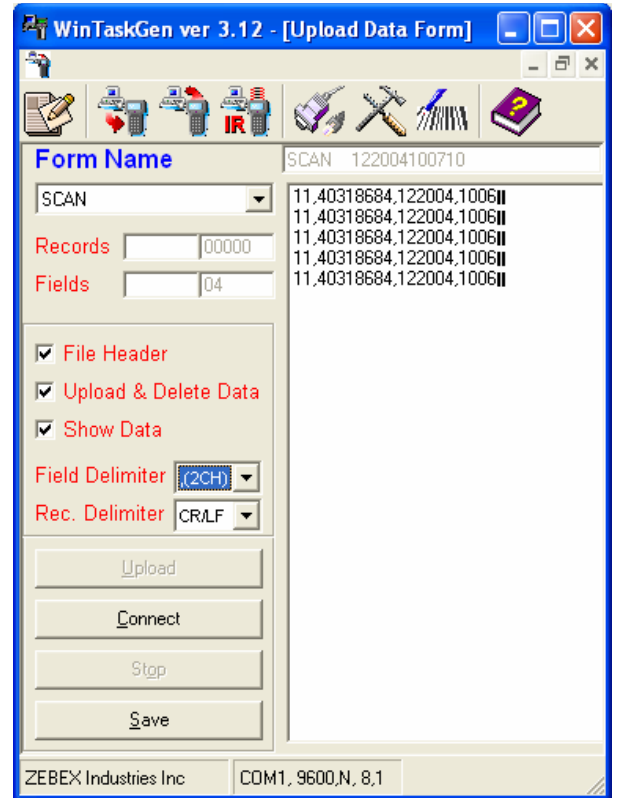 WinTaskGen ver 3.12 - [Upload Data Form]
IR
Form Name
SCAN 122004100710
SCAN
Records 00000
Fields 04
11,40318684,122004,1006
11,40318684,122004,1006
11,40318684,122004,1006
11,40318684,122004,1006
11,40318684,122004,1006
File Header
Upload & Delete Data
Show Data
Field Delimiter ,(2CH)
Rec. Delimiter CR/LF
Upload
Connect
Stop
Save
ZEBEX Industries Inc COM1, 9600,N, 8,1